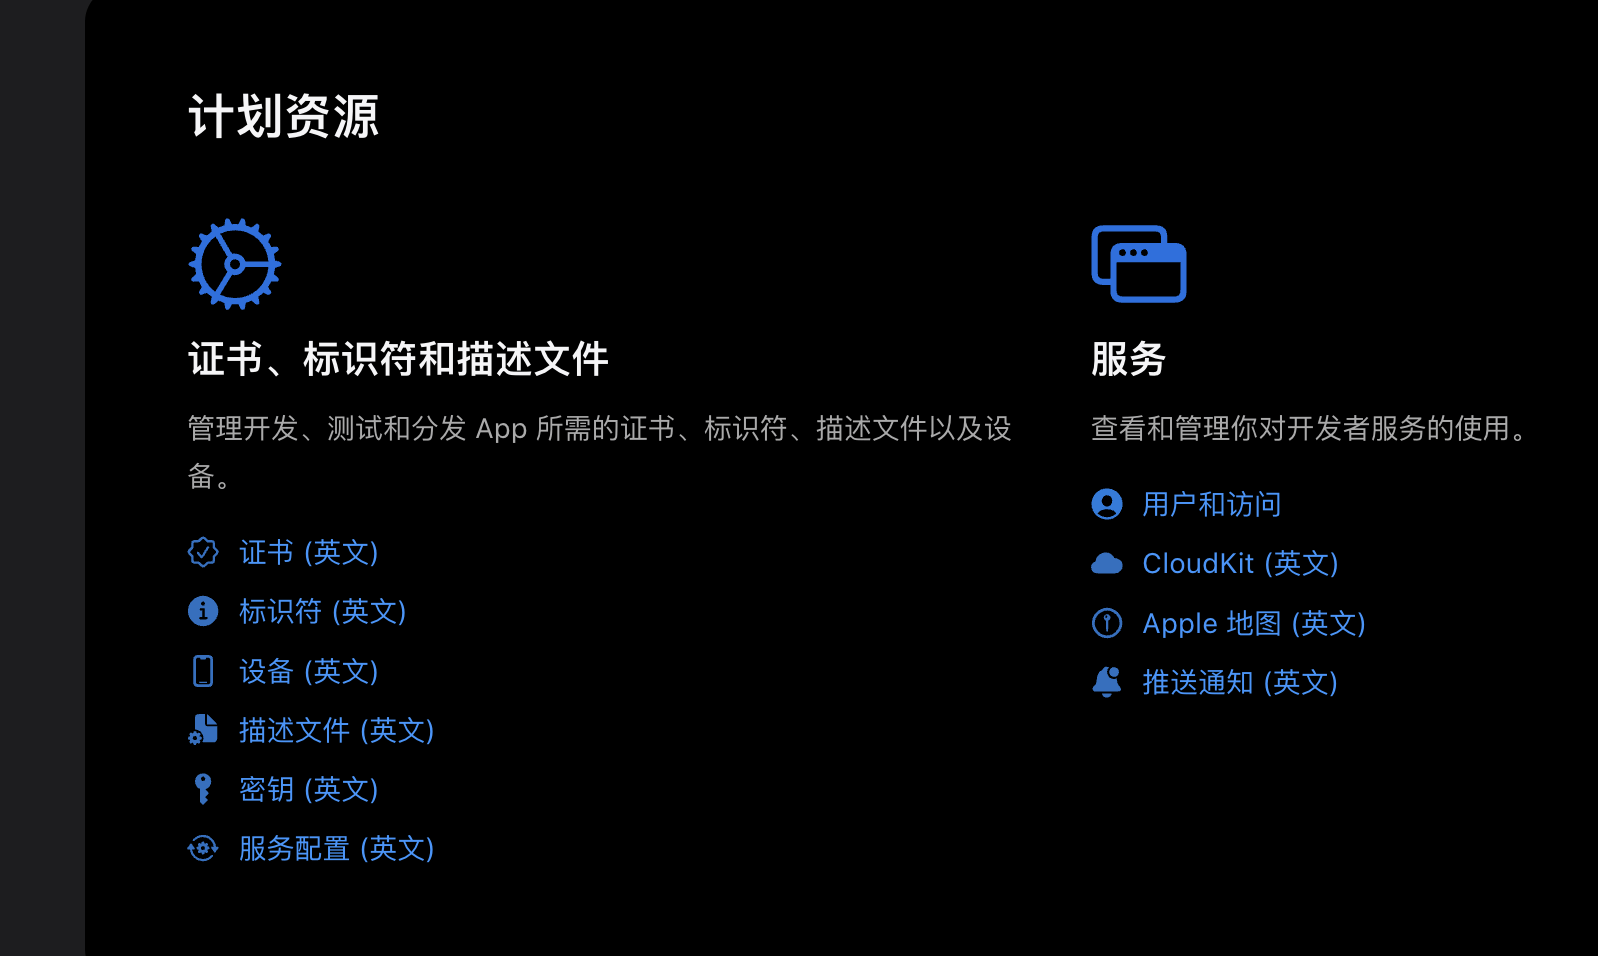 计划资源
证书、标识符和描述文件
管理开发、测试和分发 App 所需的证书、标识符、描述文件以及设
备。
证书 (英文)
标识符 (英文)
设备 (英文)
描述文件 (英文)
密钥 (英文)
服务配置 (英文)
服务
查看和管理你对开发者服务的使用。
用户和访问
CloudKit (英文)
Apple 地图 (英文)
推送通知 (英文)